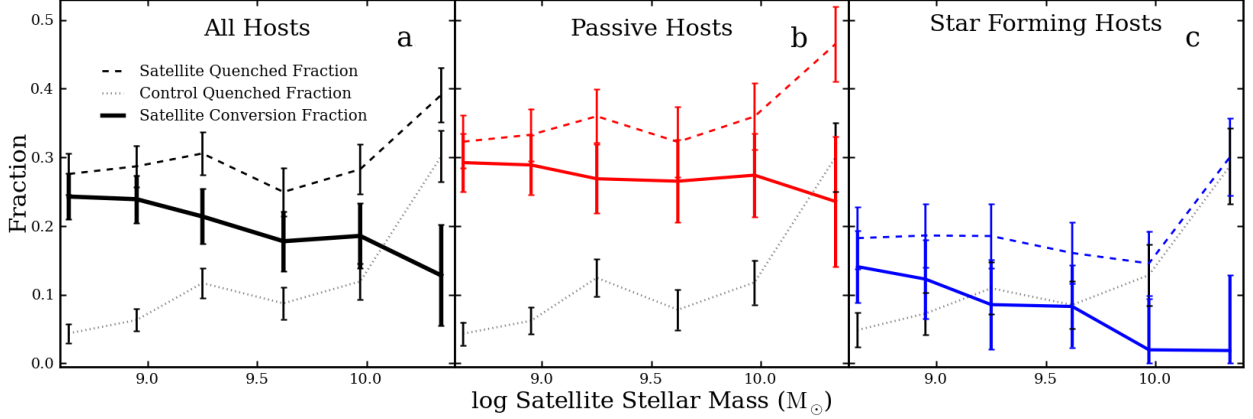 All Hosts
a
Passive Hosts
b
Star Forming Hosts
c
Satellite Quenched Fraction
Control Quenched Fraction
Satellite Conversion Fraction
Fraction
0.5
0.4
0.3
0.2
0.1
0.0
9.0 9.5 10.0
9.0 9.5 10.0
9.0 9.5 10.0
log Satellite Stellar Mass (M⊙)